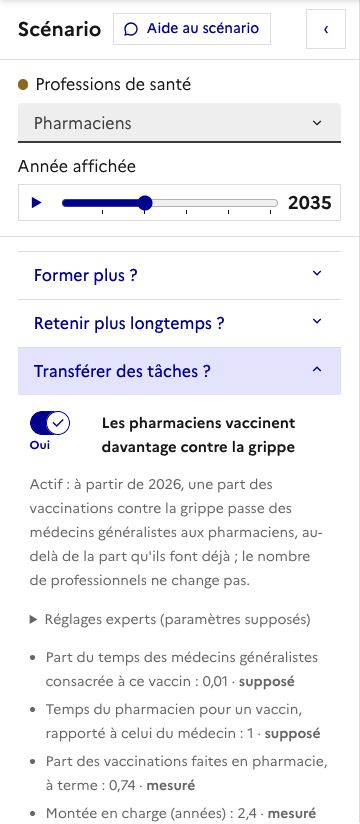 Scénario
Aide au scénario
Professions de santé
Pharmaciens
Année affichée
2035
Former plus ?
Retenir plus longtemps ?
Transférer des tâches ?
Oui
Les pharmaciens vaccinent
davantage contre la grippe
Actif : à partir de 2026, une part des
vaccinations contre la grippe passe des
médecins généralistes aux pharmaciens, au-
delà de la part qu'ils font déjà ; le nombre
de professionnels ne change pas.
Réglages experts (paramètres supposés)
• Part du temps des médecins généralistes
consacrée à ce vaccin : 0,01 · supposé
• Temps du pharmacien pour un vaccin,
rapporté à celui du médecin : 1 · supposé
• Part des vaccinations faites en pharmacie,
à terme : 0,74 · mesuré
• Montée en charge (années) : 2,4 · mesuré